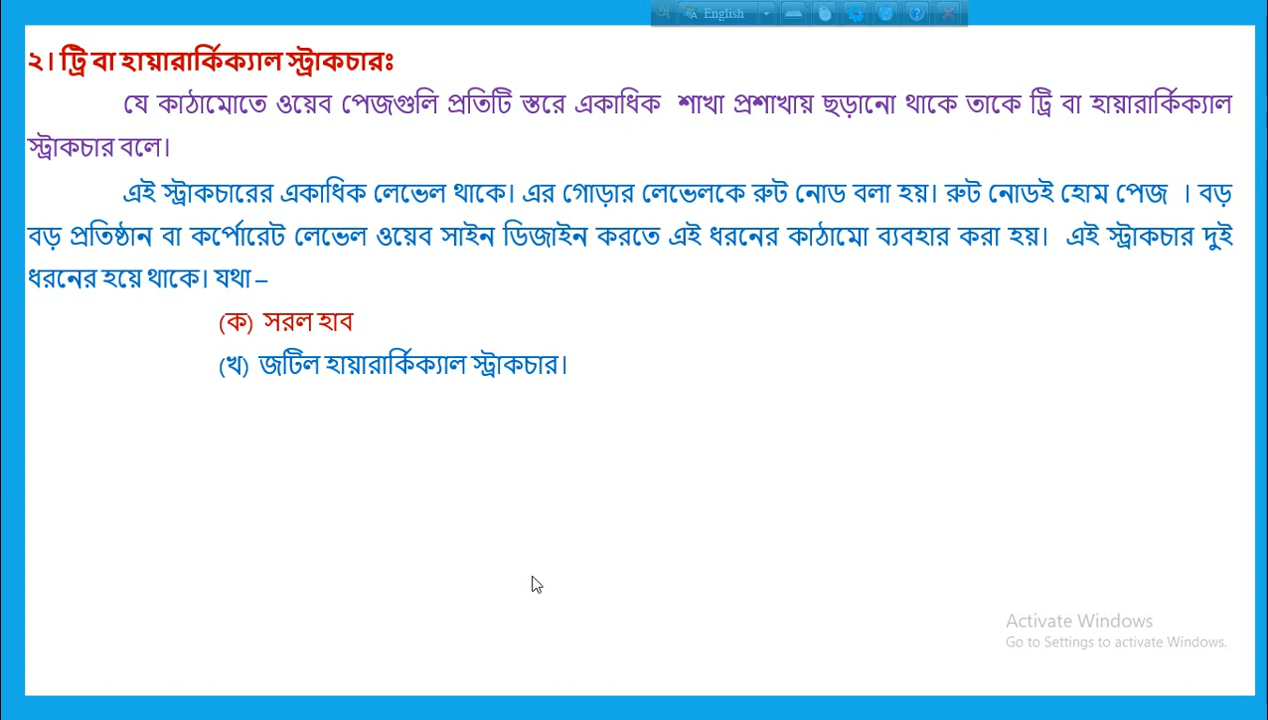 English
২। ট্রি বা হায়ারার্কিক্যাল স্ট্রাকচারঃ
যে কাঠামোতে ওয়েব পেজগুলি প্রতিটি স্তরে একাধিক শাখা প্রশাখায় ছড়ানো থাকে তাকে ট্রি বা হায়ারার্কিক্যাল
স্ট্রাকচার বলে।
এই স্ট্রাকচারের একাধিক লেভেল থাকে। এর গোড়ার লেভেলকে রুট নোড বলা হয়। রুট নোডই হোম পেজ । বড়
বড় প্রতিষ্ঠান বা কর্পোরেট লেভেল ওয়েব সাইন ডিজাইন করতে এই ধরনের কাঠামো ব্যবহার করা হয়। এই স্ট্রাকচার দুই
ধরনের হয়ে থাকে। যথা –
(ক) সরল হাব
(খ) জটিল হায়ারার্কিক্যাল স্ট্রাকচার।
Activate Windows
Go to Settings to activate Windows.